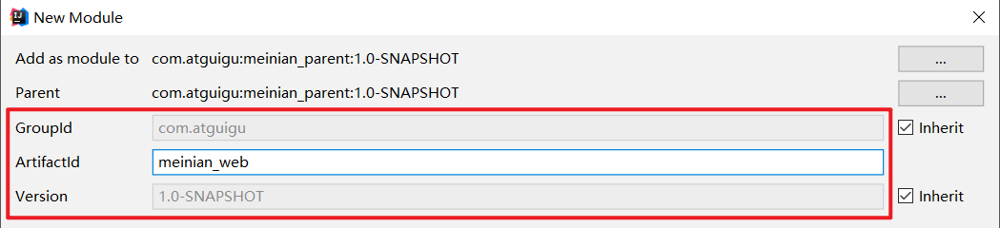 New Module
Add as module to com.atguigu:meinian_parent:1.0-SNAPSHOT ...
Parent com.atguigu:meinian_parent:1.0-SNAPSHOT ...
GroupId com.atguigu Inherit
ArtifactId meinian_web
Version 1.0-SNAPSHOT Inherit